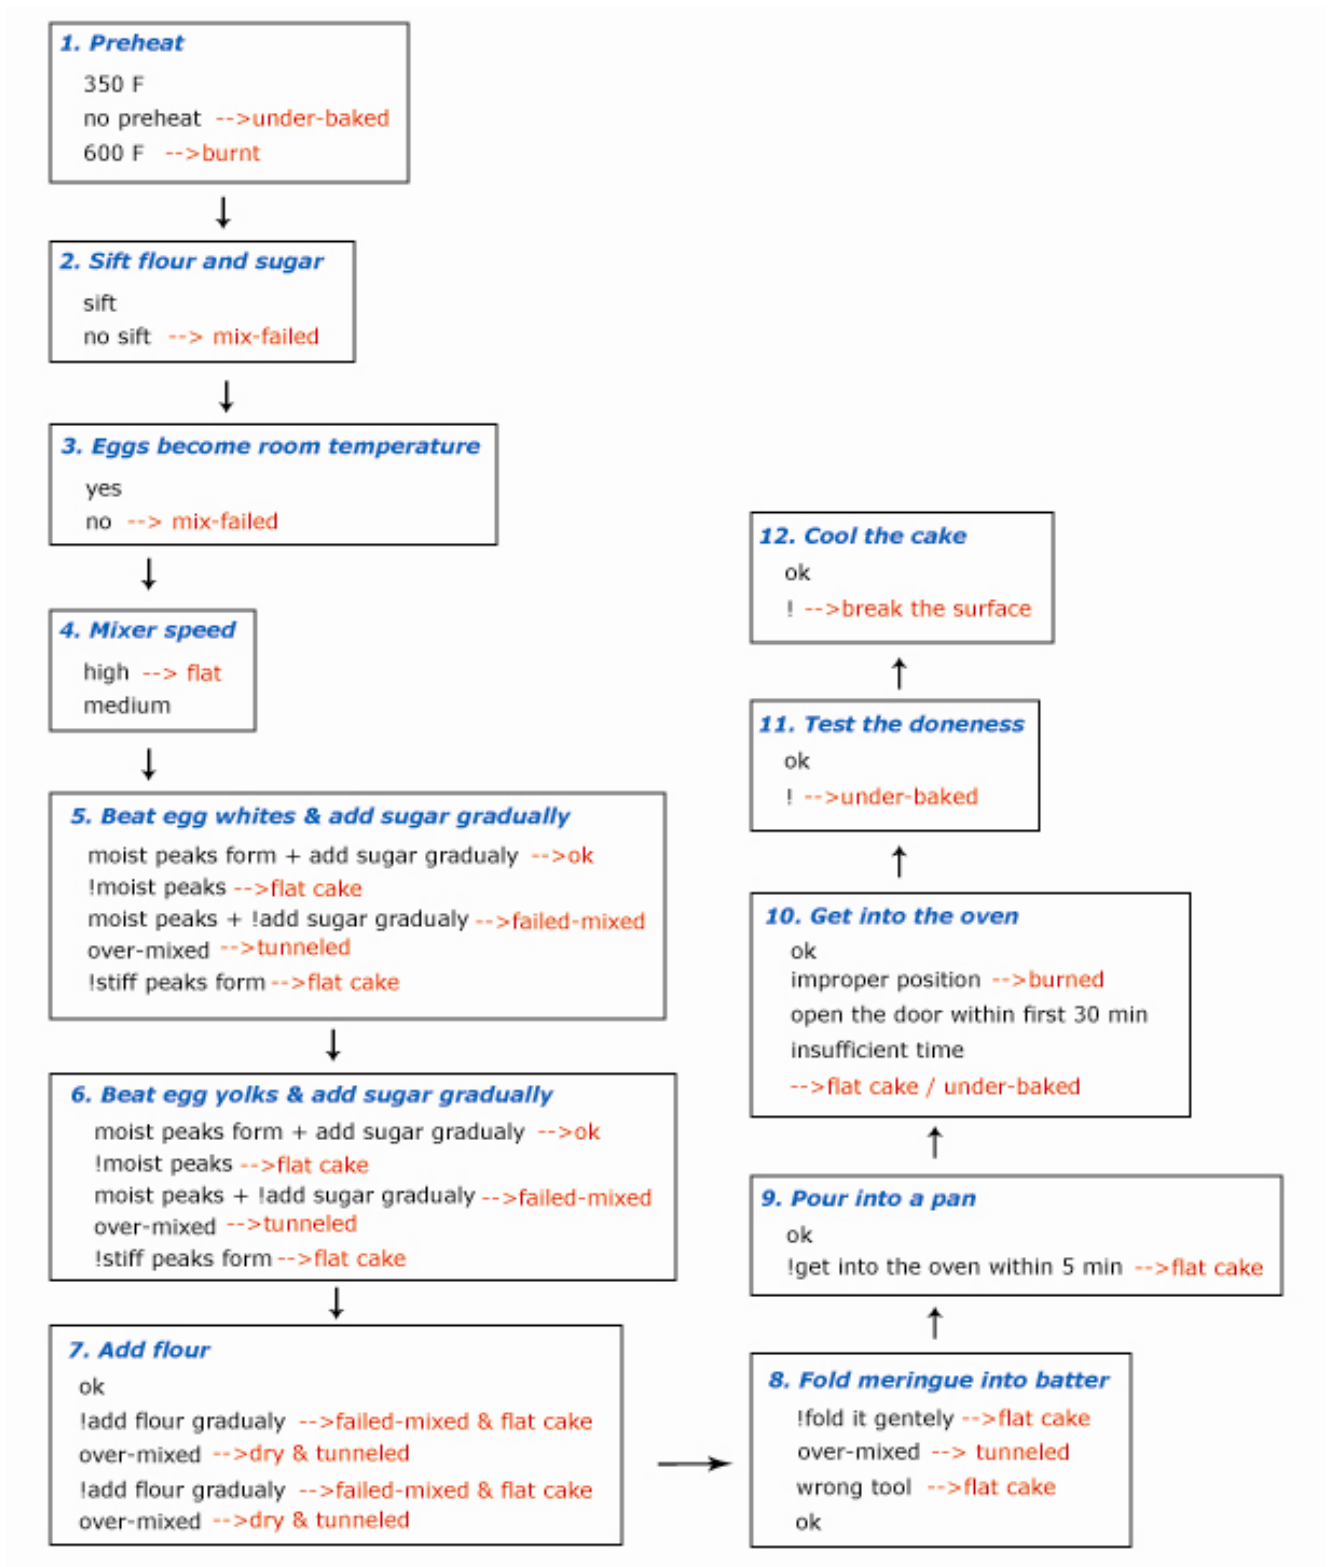 1. Preheat
350 F
no preheat -->under-baked
600 F -->burnt
2. Sift flour and sugar
sift
no sift --> mix-failed
3. Eggs become room temperature
yes
no --> mix-failed
4. Mixer speed
high --> flat
medium
5. Beat egg whites & add sugar gradually
moist peaks form + add sugar gradualy -->ok
!moist peaks -->flat cake
moist peaks + !add sugar gradualy -->failed-mixed
over-mixed -->tunneled
!stiff peaks form -->flat cake
6. Beat egg yolks & add sugar gradually
moist peaks form + add sugar gradualy -->ok
!moist peaks -->flat cake
moist peaks + !add sugar gradualy -->failed-mixed
over-mixed -->tunneled
!stiff peaks form -->flat cake
7. Add flour
ok
!add flour gradualy -->failed-mixed & flat cake
over-mixed -->dry & tunneled
!add flour gradualy -->failed-mixed & flat cake
over-mixed -->dry & tunneled
8. Fold meringue into batter
!fold it gentely -->flat cake
over-mixed --> tunneled
wrong tool -->flat cake
ok
9. Pour into a pan
ok
!get into the oven within 5 min -->flat cake
10. Get into the oven
ok
improper position -->burned
open the door within first 30 min
insufficient time
-->flat cake / under-baked
11. Test the doneness
ok
! -->under-baked
12. Cool the cake
ok
! -->break the surface